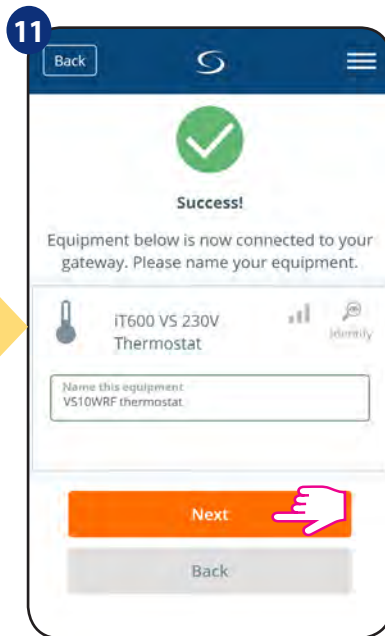 11
Back
Success!
Equipment below is now connected to your
gateway. Please name your equipment.
iT600 VS 230V
Thermostat
Identify
Name this equipment
VS10WRF thermostat
Next
Back